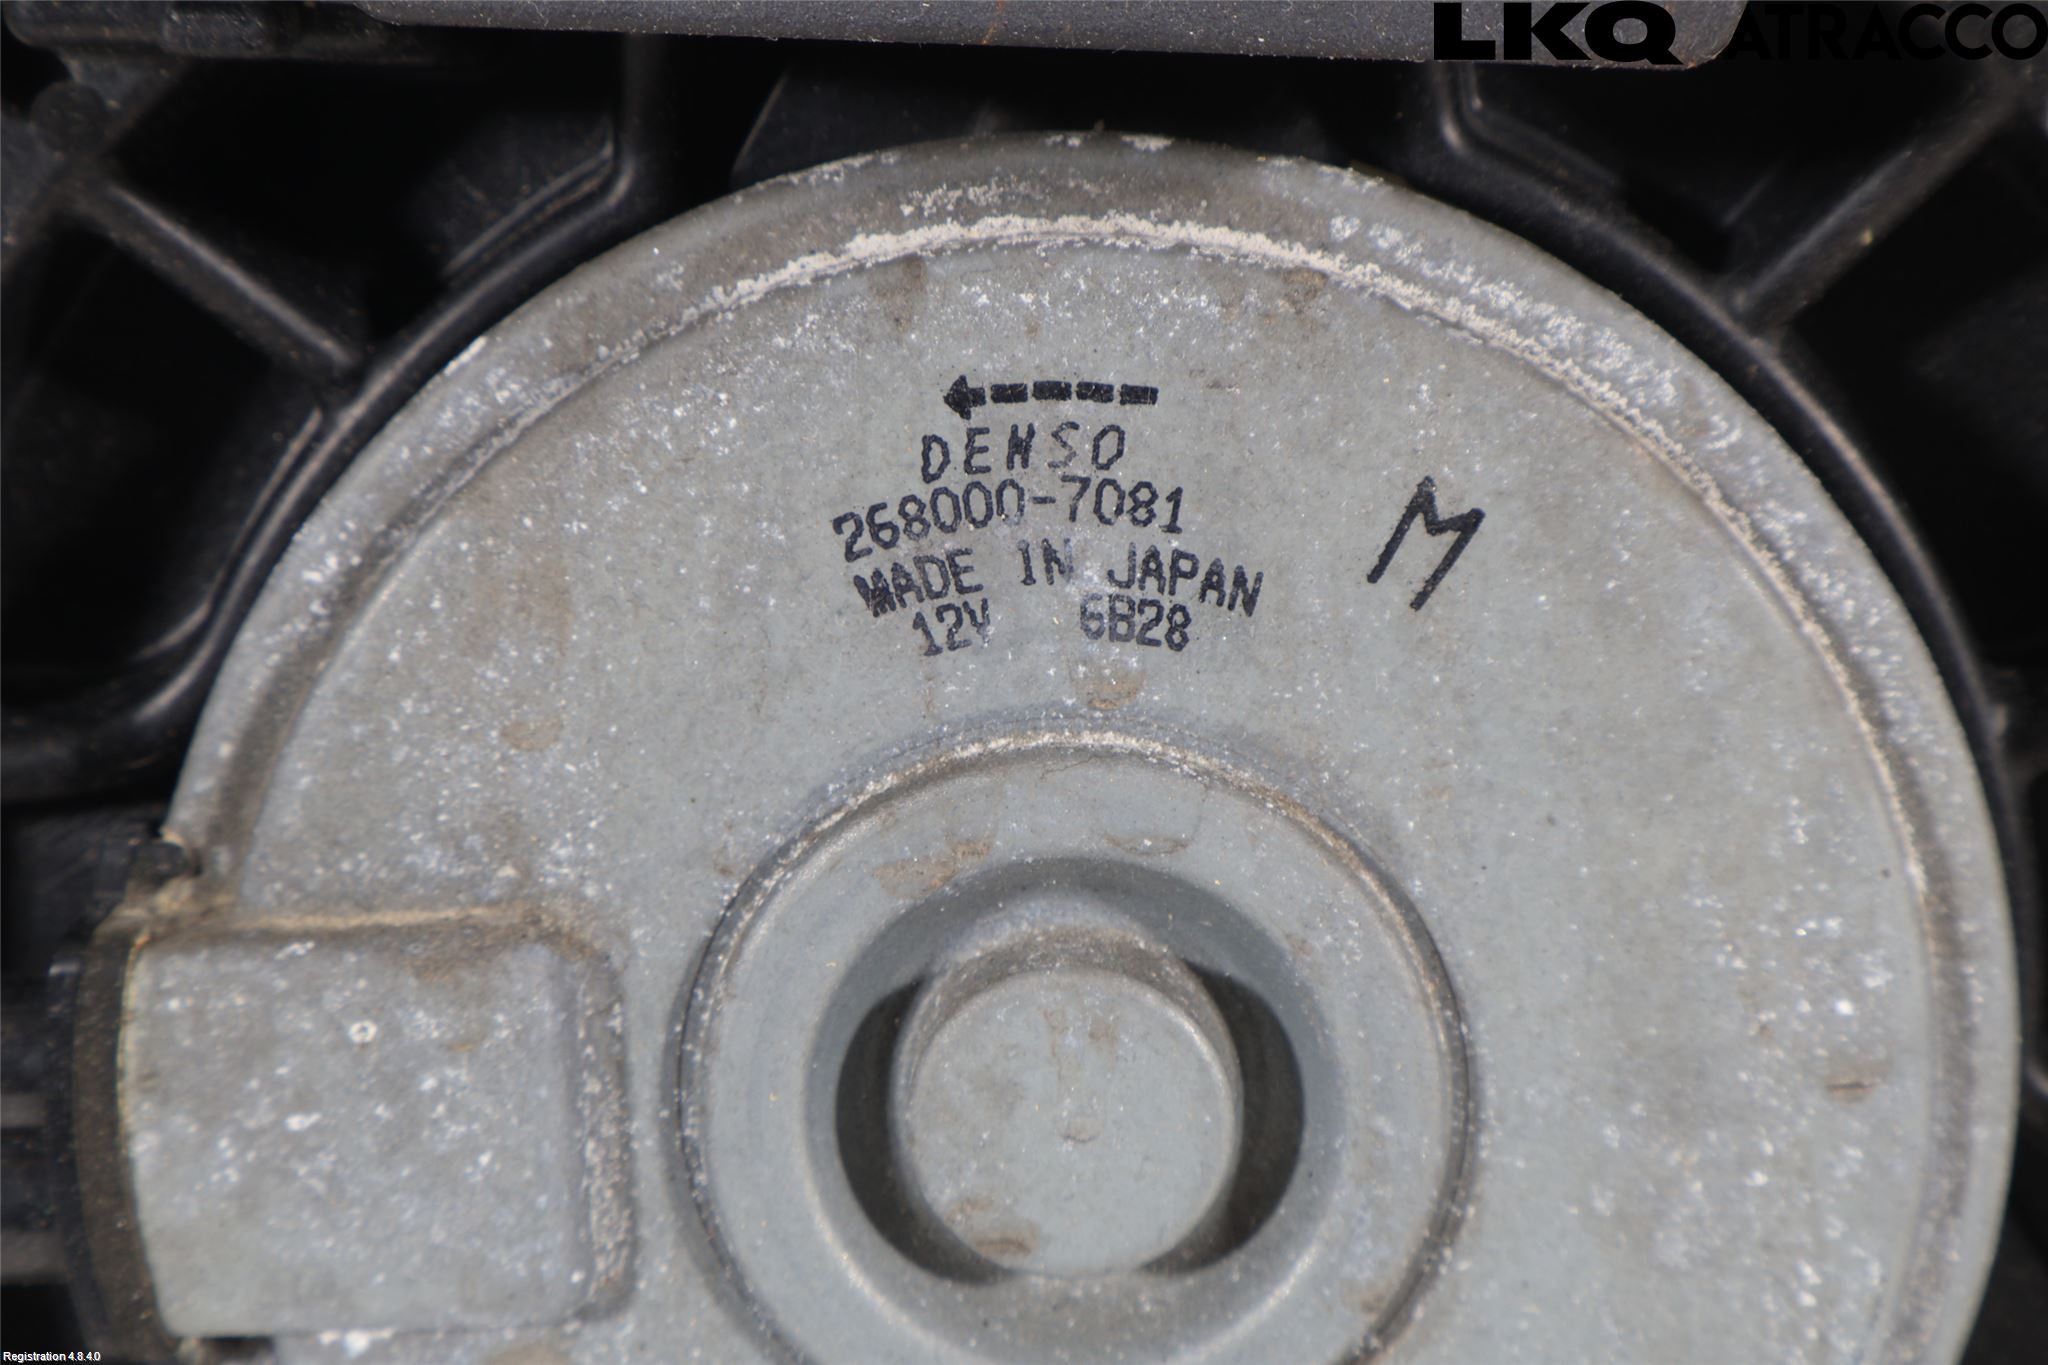 LKQ ATRACCO
DENSO
268000-7081
MADE IN JAPAN
12V 6B28
M
Registration 4.8.4.0